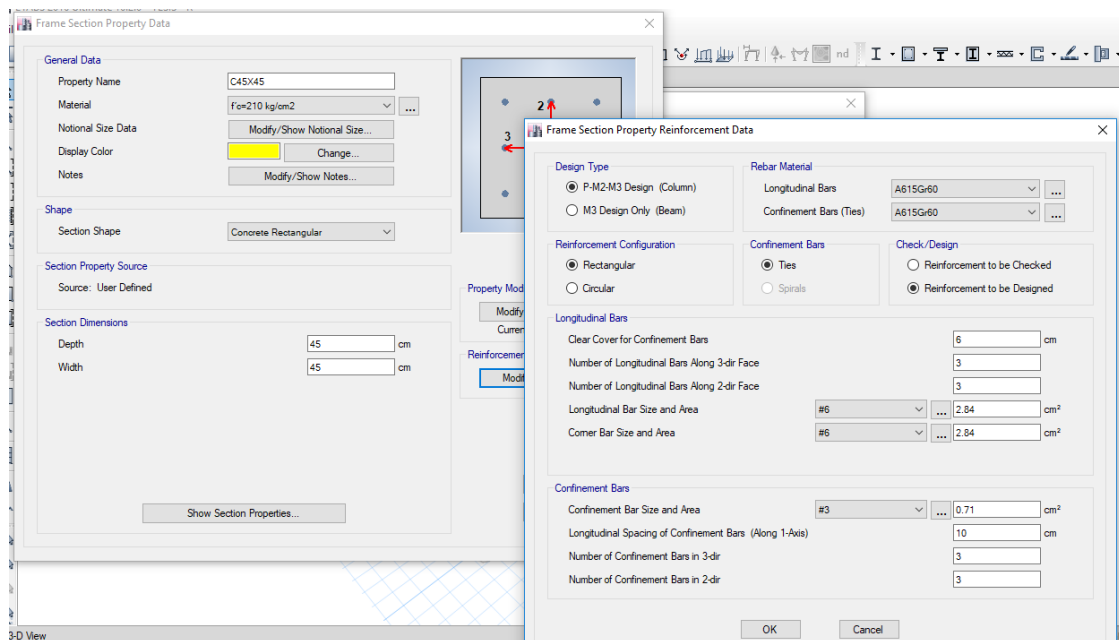 Frame Section Property Data
General Data
Property Name C45X45
Material f'c=210 kg/cm2 ...
Notional Size Data Modify/Show Notional Size...
Display Color Change...
Notes Modify/Show Notes...
Shape
Section Shape Concrete Rectangular
Section Property Source
Source: User Defined
Section Dimensions
Depth 45 cm
Width 45 cm
Show Section Properties...
2
3
Property Mod
Modify
Curren
Reinforcement
Modi
nd
Frame Section Property Reinforcement Data
Design Type
P-M2-M3 Design (Column)
M3 Design Only (Beam)
Rebar Material
Longitudinal Bars A615Gr60 ...
Confinement Bars (Ties) A615Gr60 ...
Reinforcement Configuration
Rectangular
Circular
Confinement Bars
Ties
Spirals
Check/Design
Reinforcement to be Checked
Reinforcement to be Designed
Longitudinal Bars
Clear Cover for Confinement Bars 6 cm
Number of Longitudinal Bars Along 3-dir Face 3
Number of Longitudinal Bars Along 2-dir Face 3
Longitudinal Bar Size and Area #6 ... 2.84 cm²
Corner Bar Size and Area #6 ... 2.84 cm²
Confinement Bars
Confinement Bar Size and Area #3 ... 0.71 cm²
Longitudinal Spacing of Confinement Bars (Along 1-Axis) 10 cm
Number of Confinement Bars in 3-dir 3
Number of Confinement Bars in 2-dir 3
OK Cancel
3-D View